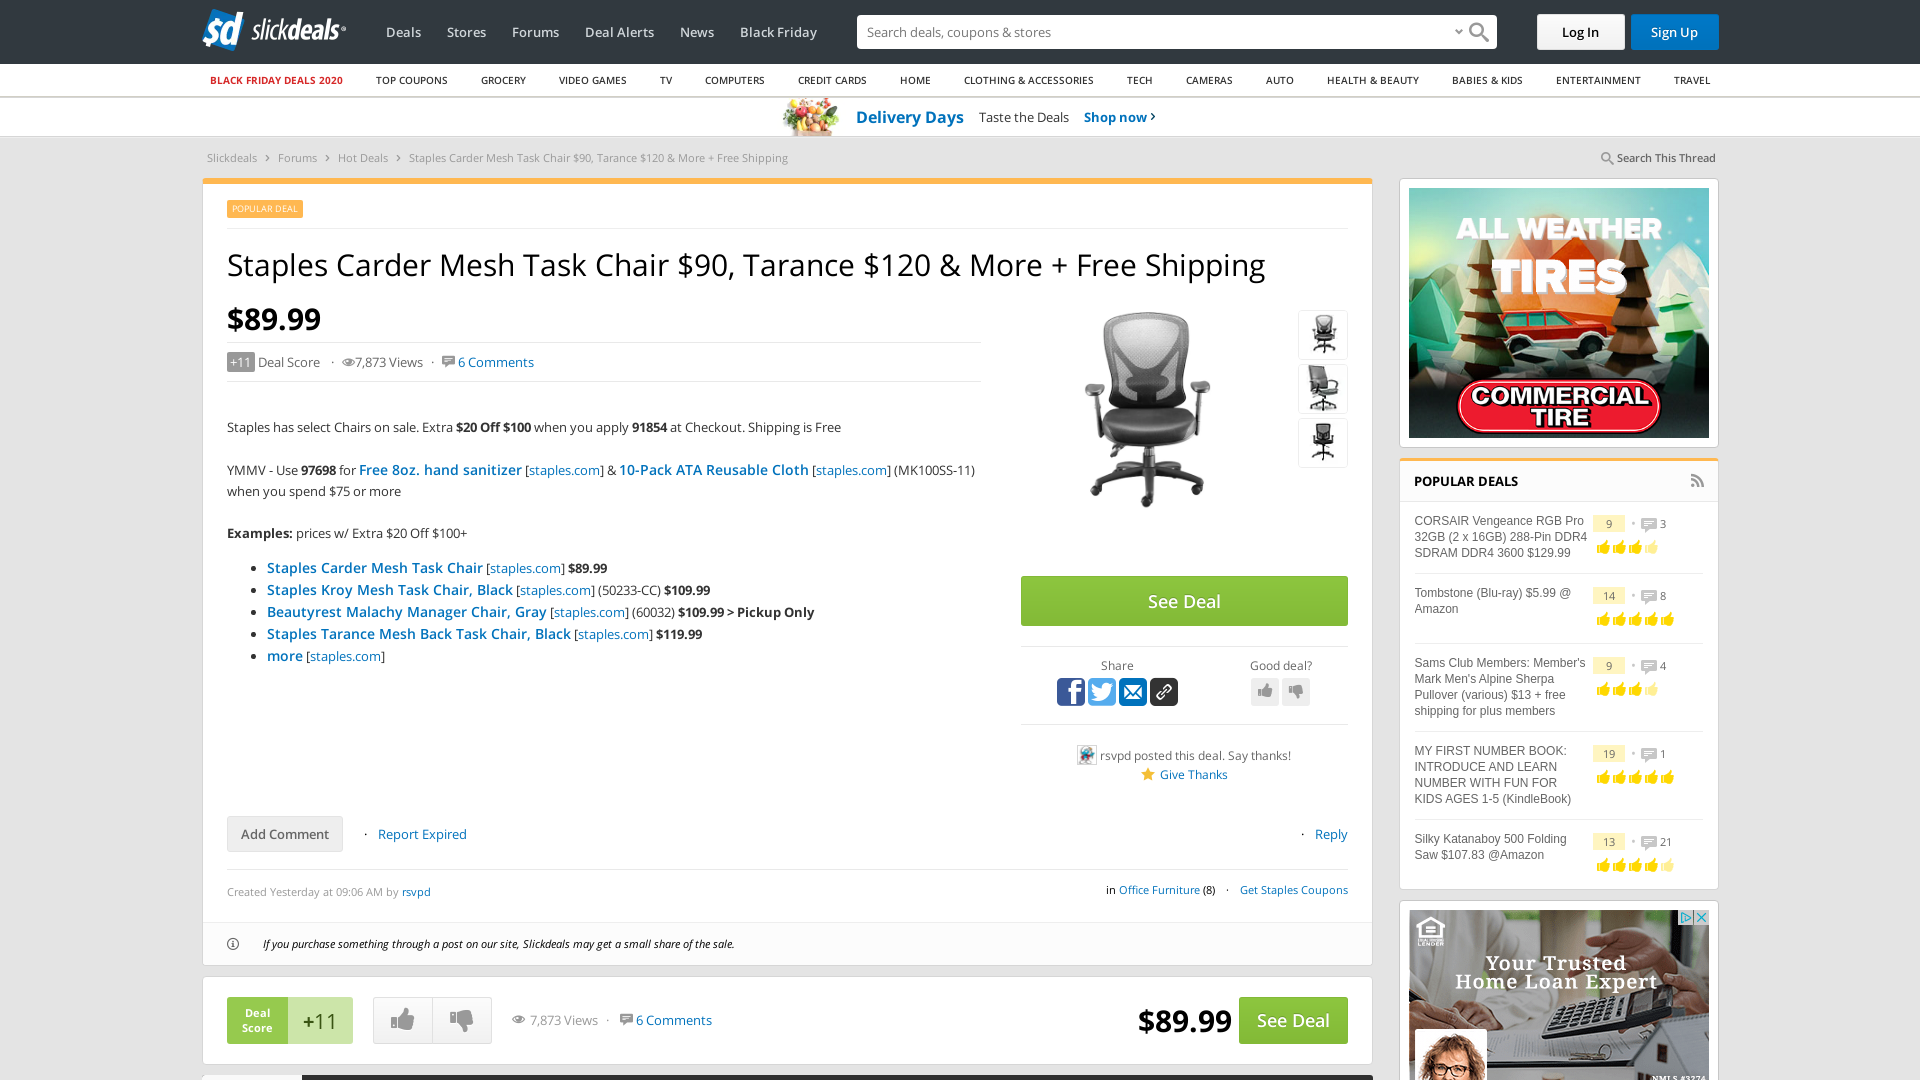 slickdeals
Deals
Stores
Forums
Deal Alerts
News
Black Friday
Search deals, coupons & stores
Log In
Sign Up
BLACK FRIDAY DEALS 2020
TOP COUPONS
GROCERY
VIDEO GAMES
TV
COMPUTERS
CREDIT CARDS
HOME
CLOTHING & ACCESSORIES
TECH
CAMERAS
AUTO
HEALTH & BEAUTY
BABIES & KIDS
ENTERTAINMENT
TRAVEL
Delivery Days Taste the Deals Shop now ›
Slickdeals › Forums › Hot Deals › Staples Carder Mesh Task Chair $90, Tarance $120 & More + Free Shipping
Search This Thread
POPULAR DEAL
Staples Carder Mesh Task Chair $90, Tarance $120 & More + Free Shipping
$89.99
+11 Deal Score · 7,873 Views · 6 Comments
Staples has select Chairs on sale. Extra $20 Off $100 when you apply 91854 at Checkout. Shipping is Free
YMMV - Use 97698 for Free 8oz. hand sanitizer [staples.com] & 10-Pack ATA Reusable Cloth [staples.com] (MK100SS-11)
when you spend $75 or more
Examples: prices w/ Extra $20 Off $100+
• Staples Carder Mesh Task Chair [staples.com] $89.99
• Staples Kroy Mesh Task Chair, Black [staples.com] (50233-CC) $109.99
• Beautyrest Malachy Manager Chair, Gray [staples.com] (60032) $109.99 > Pickup Only
• Staples Tarance Mesh Back Task Chair, Black [staples.com] $119.99
• more [staples.com]
See Deal
Share
Good deal?
rsvpd posted this deal. Say thanks!
Give Thanks
Add Comment
· Report Expired
· Reply
Created Yesterday at 09:06 AM by rsvpd
in Office Furniture (8) · Get Staples Coupons
If you purchase something through a post on our site, Slickdeals may get a small share of the sale.
Deal
Score
+11
7,873 Views · 6 Comments
$89.99
See Deal
ALL WEATHER
TIRES
COMMERCIAL
TIRE
POPULAR DEALS
CORSAIR Vengeance RGB Pro
32GB (2 x 16GB) 288-Pin DDR4
SDRAM DDR4 3600 $129.99
9 • 3
Tombstone (Blu-ray) $5.99 @
Amazon
14 • 8
Sams Club Members: Member's
Mark Men's Alpine Sherpa
Pullover (various) $13 + free
shipping for plus members
9 • 4
MY FIRST NUMBER BOOK:
INTRODUCE AND LEARN
NUMBER WITH FUN FOR
KIDS AGES 1-5 (KindleBook)
19 • 1
Silky Katanaboy 500 Folding
Saw $107.83 @Amazon
13 • 21
Your Trusted
Home Loan Expert
NMLS #3274